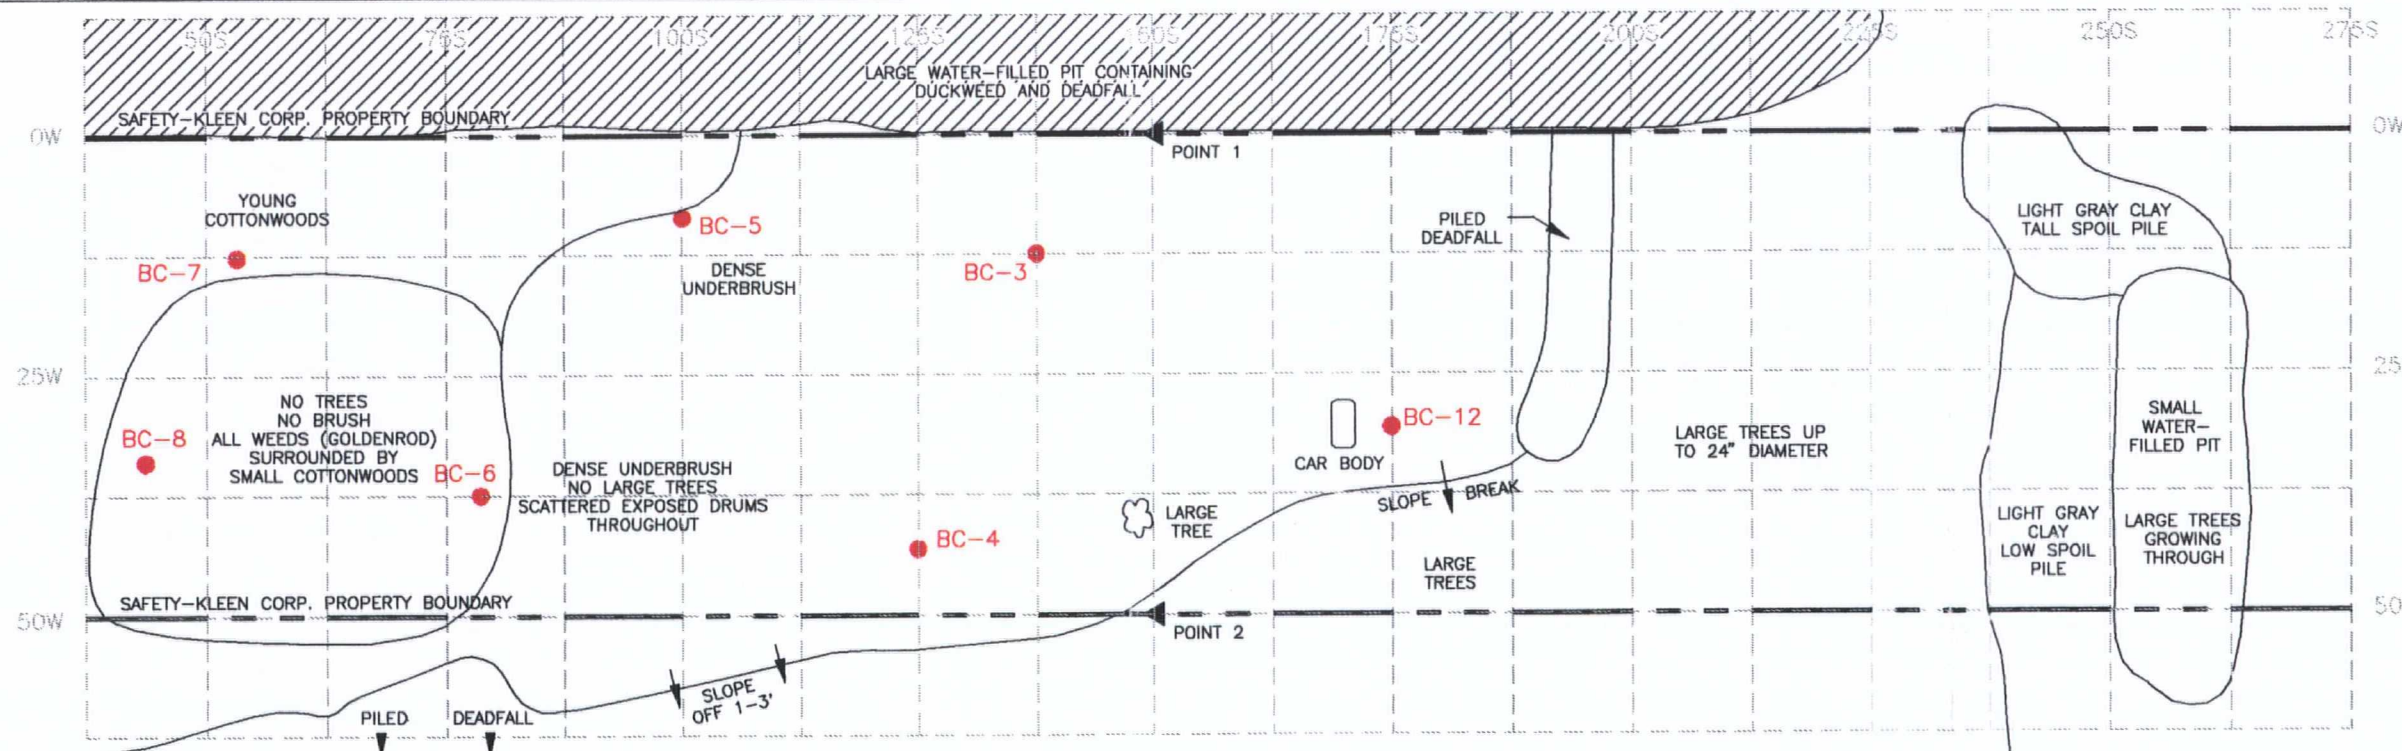 50S 75S 100S 125S 150S 175S 200S 225S 250S 275S
LARGE WATER-FILLED PIT CONTAINING
DUCKWEED AND DEADFALL
SAFETY-KLEEN CORP. PROPERTY BOUNDARY
0W
0W
POINT 1
YOUNG
COTTONWOODS
BC-7
BC-5
DENSE
UNDERBRUSH
BC-3
PILED
DEADFALL
LIGHT GRAY CLAY
TALL SPOIL PILE
25W
25
NO TREES
NO BRUSH
ALL WEEDS (GOLDENROD)
SURROUNDED BY
SMALL COTTONWOODS
BC-8
BC-6
DENSE UNDERBRUSH
NO LARGE TREES
SCATTERED EXPOSED DRUMS
THROUGHOUT
BC-4
LARGE
TREE
CAR BODY
BC-12
SLOPE BREAK
LARGE
TREES
LARGE TREES UP
TO 24" DIAMETER
SMALL
WATER-
FILLED PIT
LIGHT GRAY
CLAY
LOW SPOIL
PILE
LARGE TREES
GROWING
THROUGH
SAFETY-KLEEN CORP. PROPERTY BOUNDARY
50W
50
POINT 2
SLOPE
OFF 1-3'
PILED DEADFALL